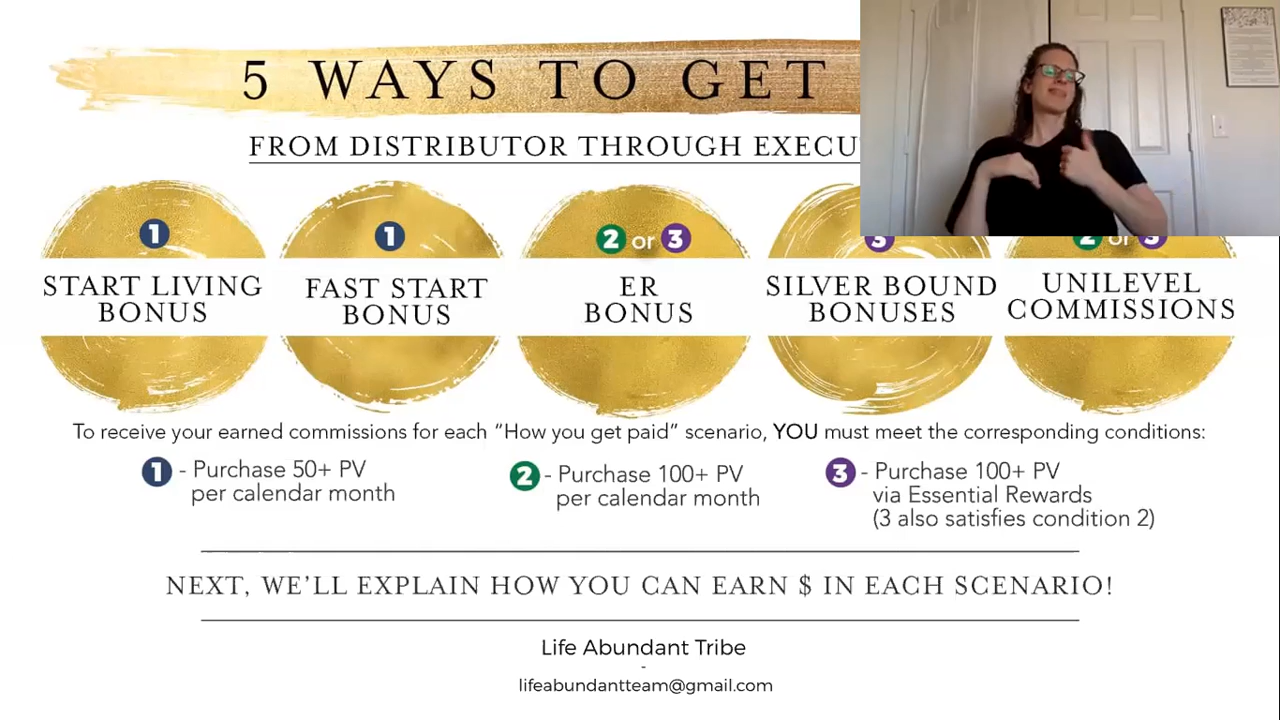 5 WAYS TO GET
FROM DISTRIBUTOR THROUGH EXECU
1
1
2 or 3
3
2 or 3
START LIVING
BONUS
FAST START
BONUS
ER
BONUS
SILVER BOUND
BONUSES
UNILEVEL
COMMISSIONS
To receive your earned commissions for each “How you get paid” scenario, YOU must meet the corresponding conditions:
1 - Purchase 50+ PV
per calendar month
2 - Purchase 100+ PV
per calendar month
3 - Purchase 100+ PV
via Essential Rewards
(3 also satisfies condition 2)
NEXT, WE’LL EXPLAIN HOW YOU CAN EARN $ IN EACH SCENARIO!
Life Abundant Tribe
-
lifeabundantteam@gmail.com